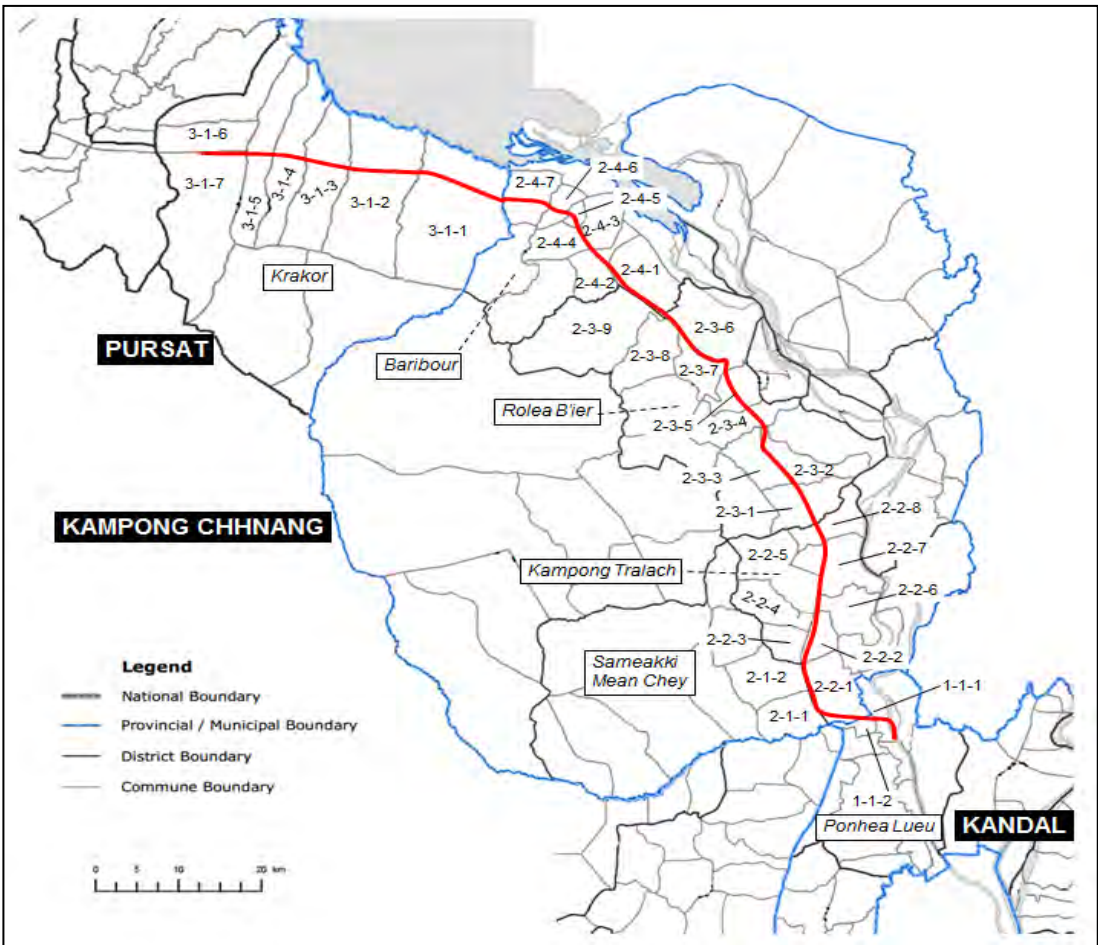 3-1-6
3-1-7
3-1-5
3-1-4
3-1-3
3-1-2
3-1-1
2-4-7
2-4-6
2-4-5
2-4-3
2-4-4
2-4-1
2-4-2
Krakor
PURSAT
Baribour
2-3-9
2-3-6
2-3-8
2-3-7
Rolea B'ier
2-3-5
2-3-4
2-3-3
2-3-2
2-3-1
KAMPONG CHHNANG
2-2-8
2-2-5
2-2-7
Kampong Tralach
2-2-6
2-2-4
2-2-3
2-2-2
Sameakki
Mean Chey
2-1-2
2-2-1
1-1-1
2-1-1
1-1-2
Ponhea Lueu
KANDAL
Legend
National Boundary
Provincial / Municipal Boundary
District Boundary
Commune Boundary
0 5 10 20 km